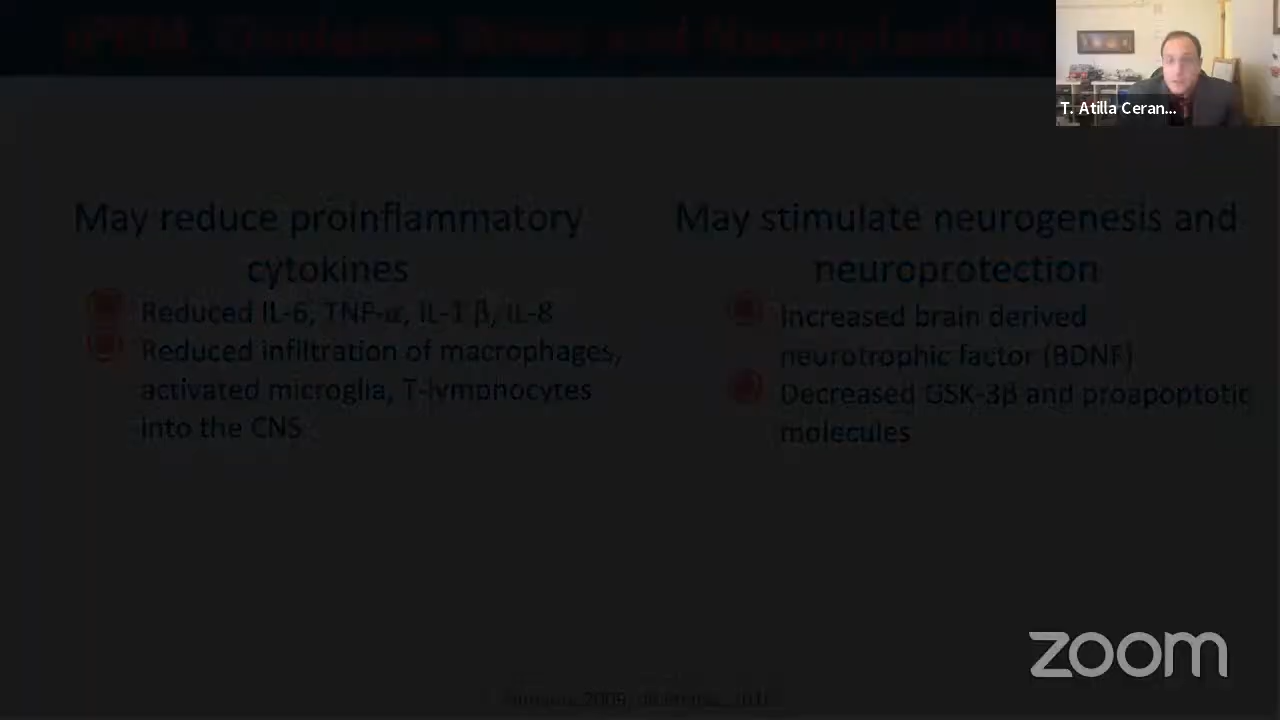 T. Atilla Ceran...
May reduce proinflammatory
cytokines
Reduced IL-6, TNF-α, IL-1 β, IL-8
Reduced infiltration of macrophages,
activated microglia, T-lymphocytes
into the CNS
May stimulate neurogenesis and
neuroprotection
Increased brain derived
neurotrophic factor (BDNF)
Decreased GSK-3β and proapoptotic
molecules
zoom